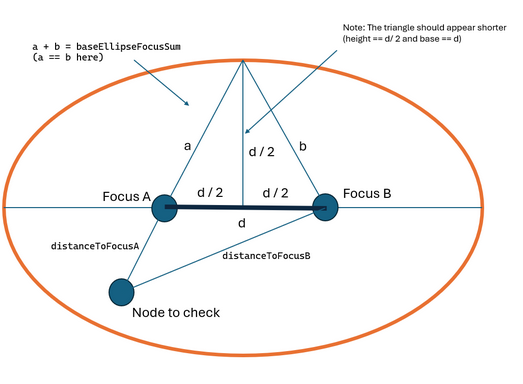 Note: The triangle should appear shorter
(height == d/ 2 and base == d)
a + b = baseEllipseFocusSum
(a == b here)
a
b
d / 2
d / 2
d / 2
Focus A
Focus B
d
distanceToFocusA
distanceToFocusB
Node to check